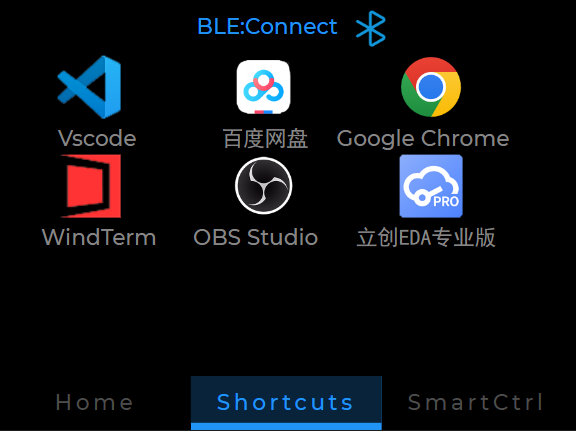 BLE:Connect
Vscode 百度网盘 Google Chrome
PRO
WindTerm OBS Studio 立创EDA专业版
Home Shortcuts SmartCtrl